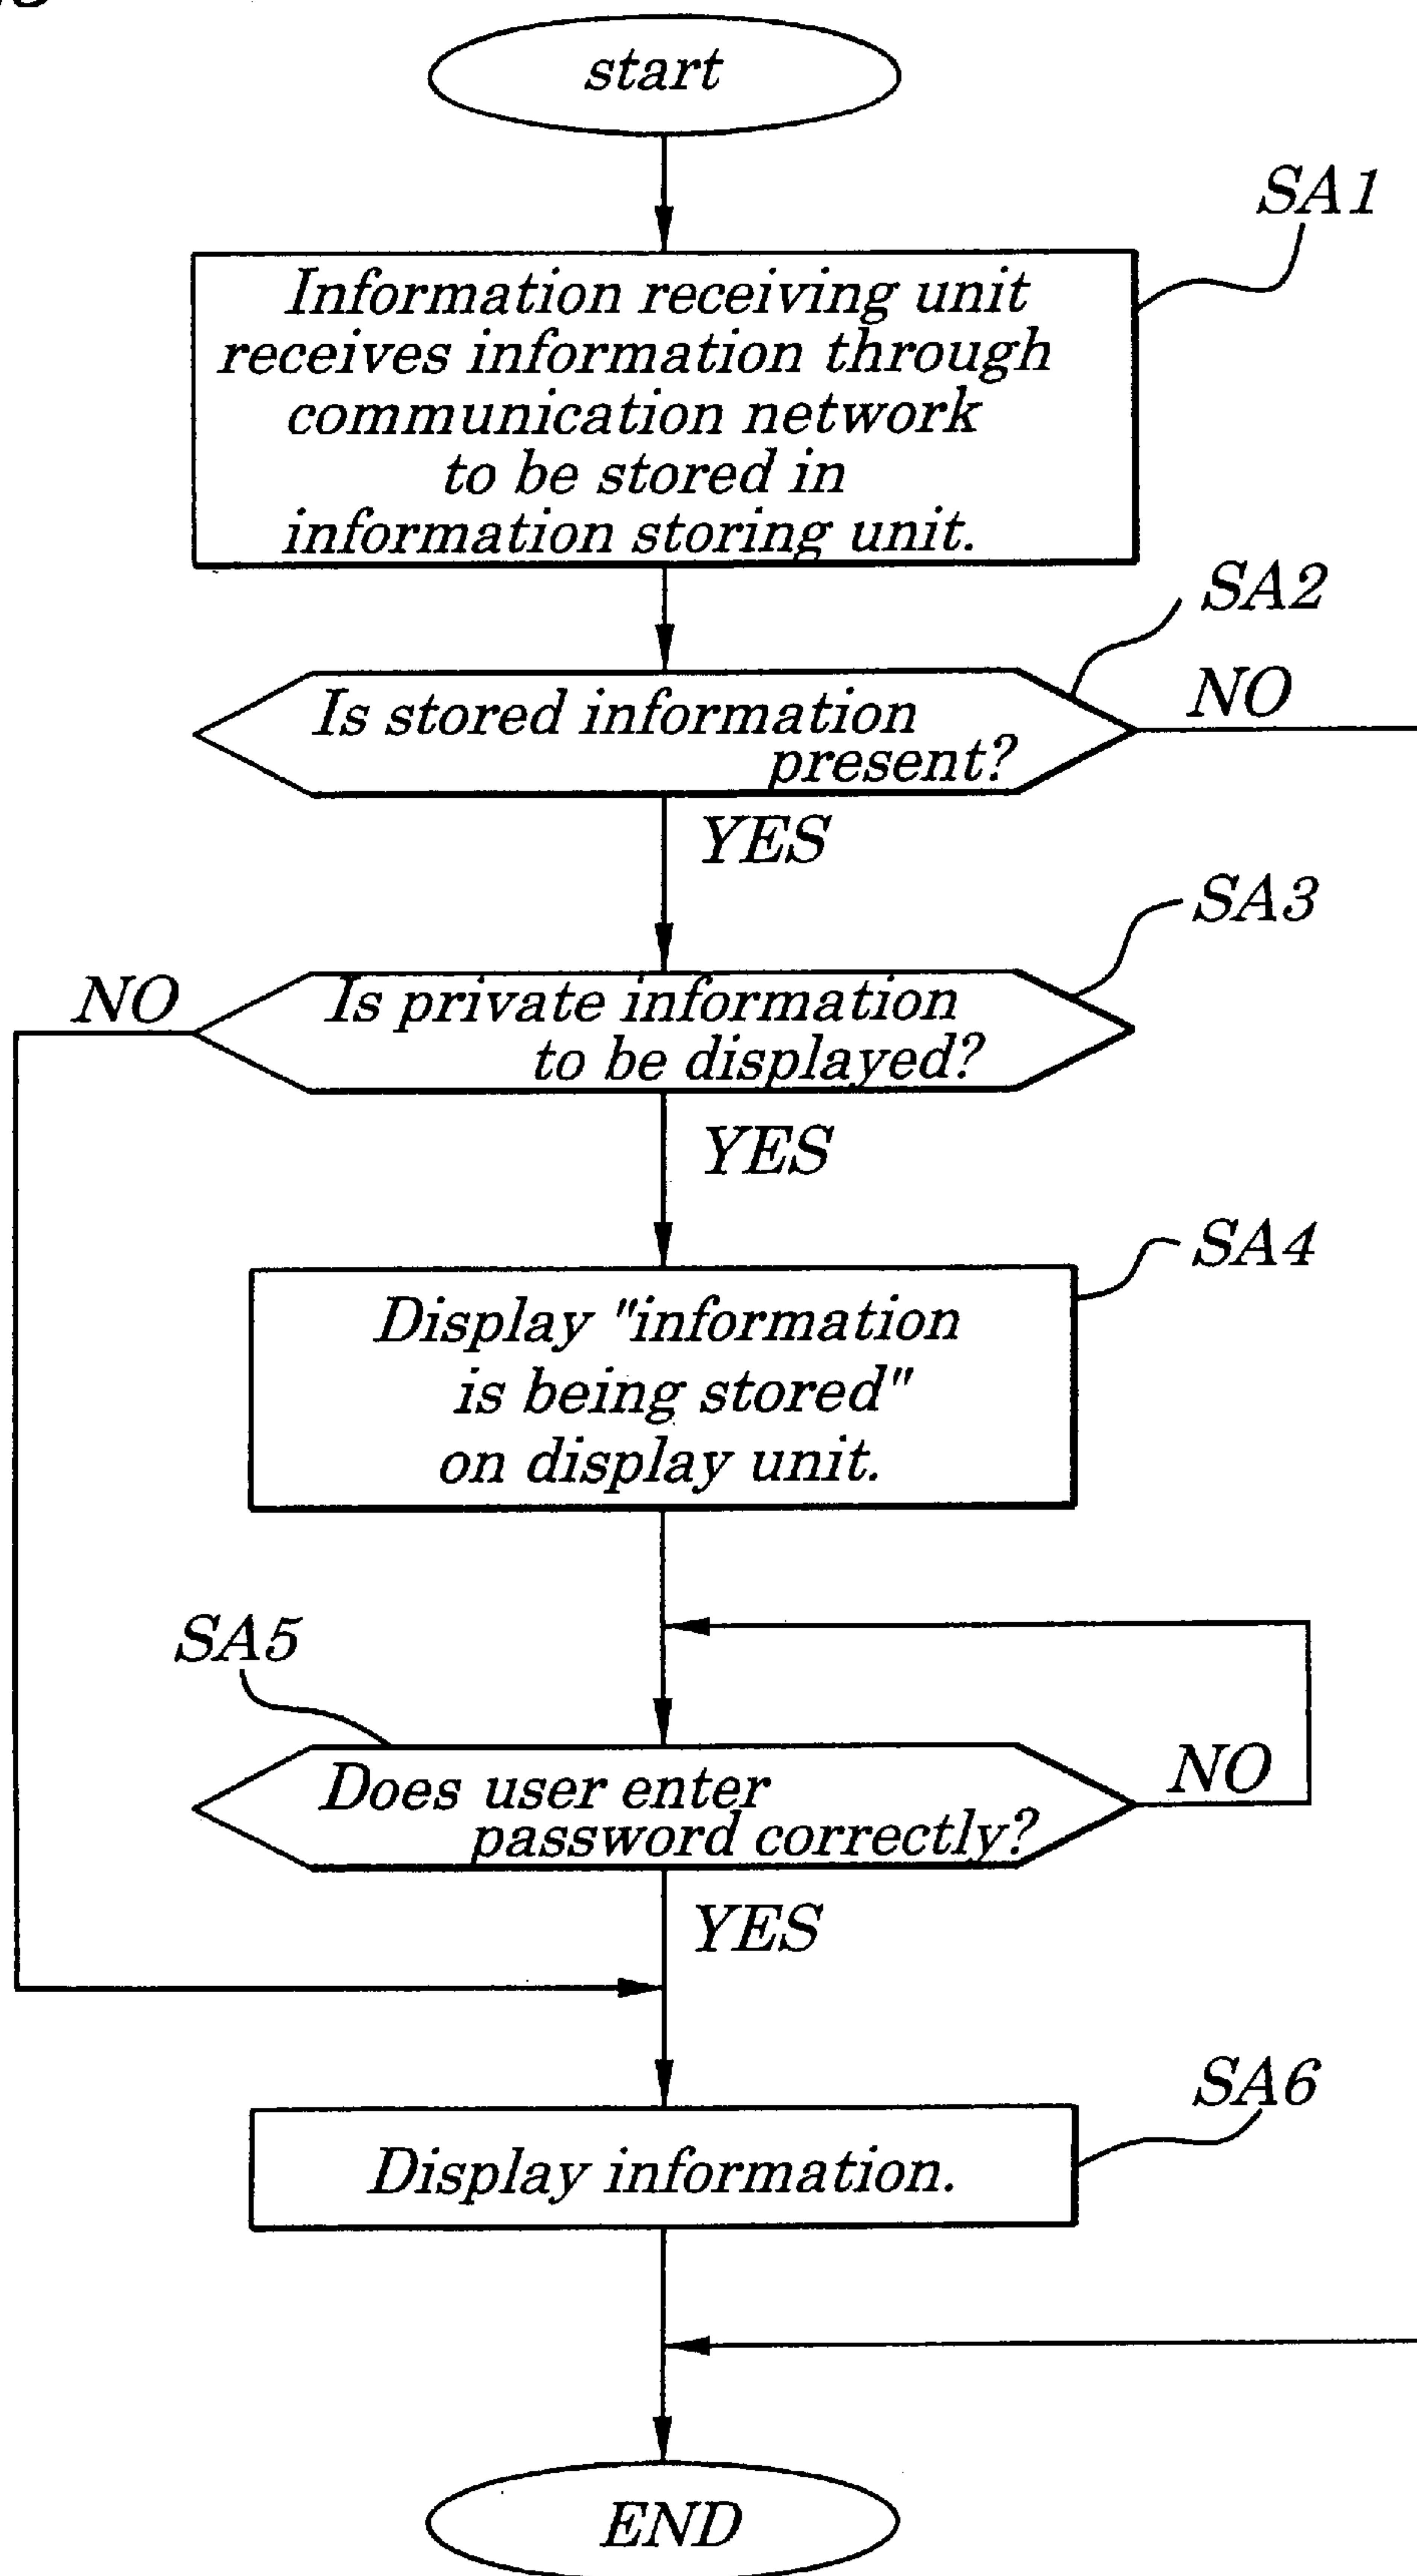 start
SA1
Information receiving unit
receives information through
communication network
to be stored in
information storing unit.
SA2
Is stored information
present?
NO
YES
SA3
NO
Is private information
to be displayed?
YES
SA4
Display "information
is being stored"
on display unit.
SA5
Does user enter
password correctly?
NO
YES
SA6
Display information.
END